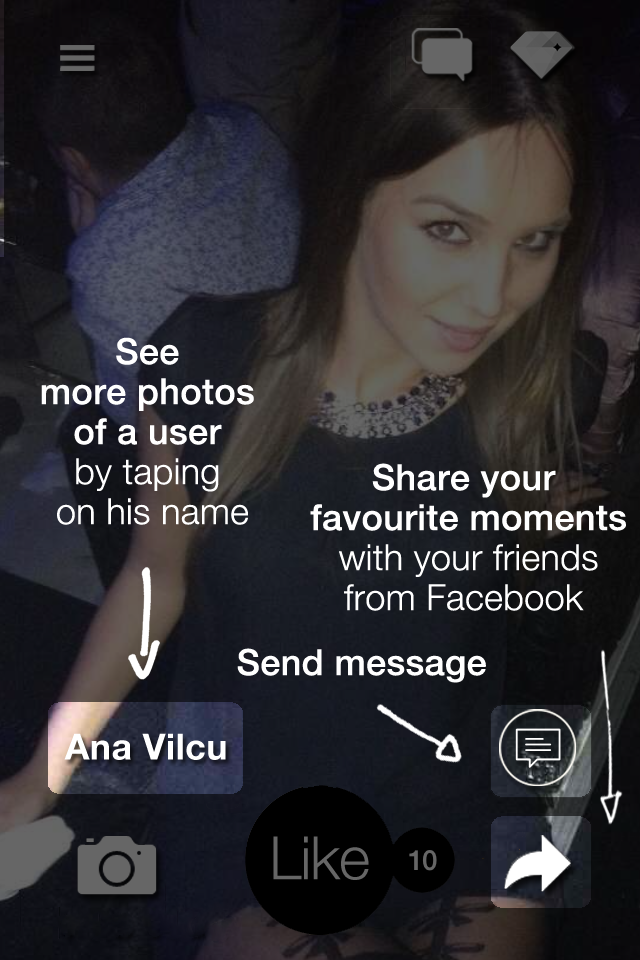 See
more photos
of a user
by taping
on his name
Share your
favourite moments
with your friends
from Facebook
Send message
Ana Vilcu
Like
10